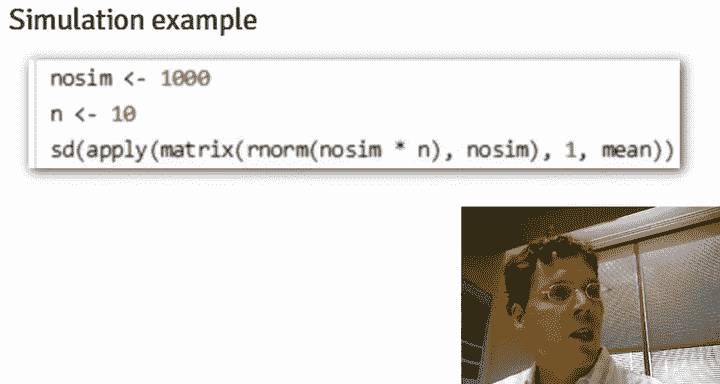 Simulation example
nosim <- 1000
n <- 10
sd(apply(matrix(rnorm(nosim * n), nosim), 1, mean))